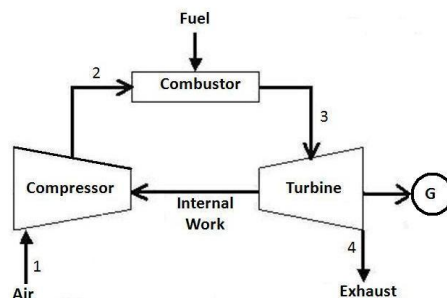 Fuel
2
Combustor
3
Compressor
Turbine
G
Internal
Work
1
4
Air
Exhaust